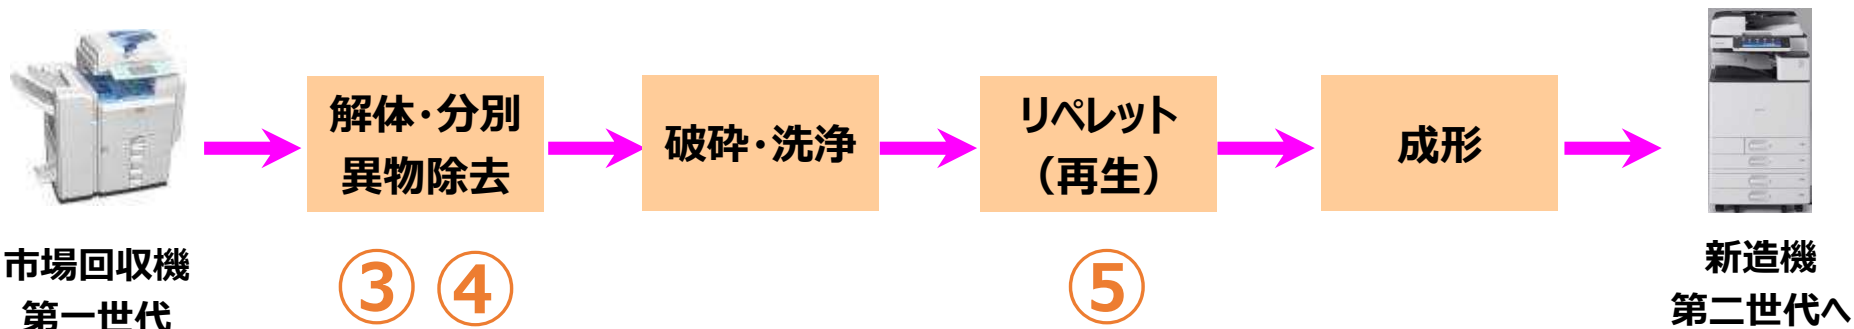 市場回収機
第一世代
解体・分別
異物除去
③ ④
破砕・洗浄
リペレット
（再生）
⑤
成形
新造機
第二世代へ